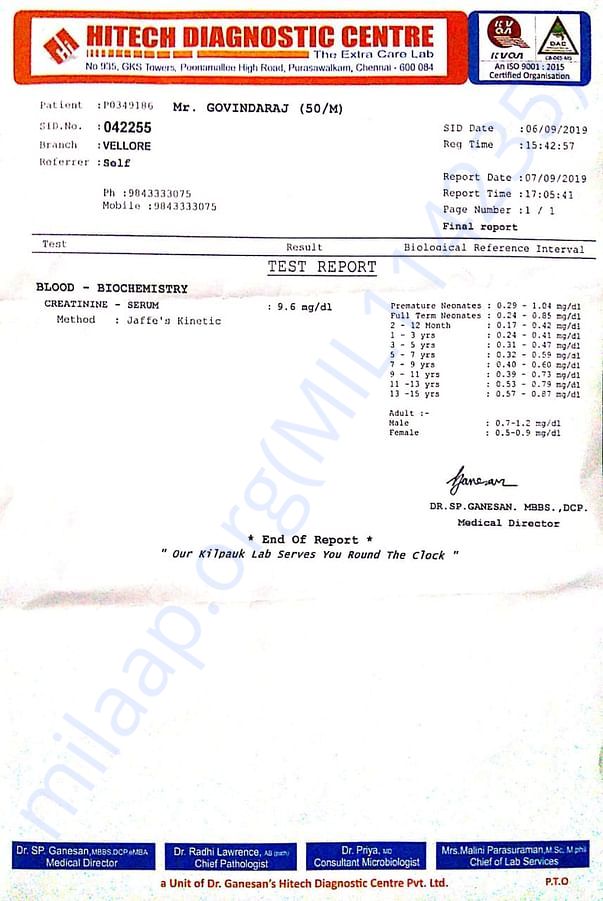 HITECH DIAGNOSTIC CENTRE
The Extra Care Lab
No 935, GKS Towers, Poonamallee High Road, Purasawalkam, Chennai - 600 084
KVQA
DAC
An ISO 9001 : 2015
Certified Organisation
Patient :P0349186 Mr. GOVINDARAJ (50/M)
SID.No. :042255
Branch :VELLORE
Referrer :Self
Ph :9843333075
Mobile :9843333075
SID Date :06/09/2019
Reg Time :15:42:57
Report Date :07/09/2019
Report Time :17:05:41
Page Number :1 / 1
Final report
Test Result Biological Reference Interval
TEST REPORT
BLOOD - BIOCHEMISTRY
CREATININE - SERUM : 9.6 mg/dl
Method : Jaffe's Kinetic
Premature Neonates : 0.29 - 1.04 mg/dl
Full Term Neonates : 0.24 - 0.85 mg/dl
2 - 12 Month : 0.17 - 0.42 mg/dl
1 - 3 yrs : 0.24 - 0.41 mg/dl
3 - 5 yrs : 0.31 - 0.47 mg/dl
5 - 7 yrs : 0.32 - 0.59 mg/dl
7 - 9 yrs : 0.40 - 0.60 mg/dl
9 - 11 yrs : 0.39 - 0.73 mg/dl
11 -13 yrs : 0.53 - 0.79 mg/dl
13 -15 yrs : 0.57 - 0.87 mg/dl
Adult :-
Male : 0.7-1.2 mg/dl
Female : 0.5-0.9 mg/dl
Ganesan
DR.SP.GANESAN. MBBS.,DCP.
Medical Director
* End Of Report *
" Our Kilpauk Lab Serves You Round The Clock "
milaap.org(MIL114235)
Dr. SP. Ganesan,MBBS.DCP.eMBA
Medical Director
Dr. Radhi Lawrence, AB (path)
Chief Pathologist
Dr. Priya, MD
Consultant Microbiologist
Mrs.Malini Parasuraman,M.Sc, M phil
Chief of Lab Services
a Unit of Dr. Ganesan's Hitech Diagnostic Centre Pvt. Ltd.
P.T.O